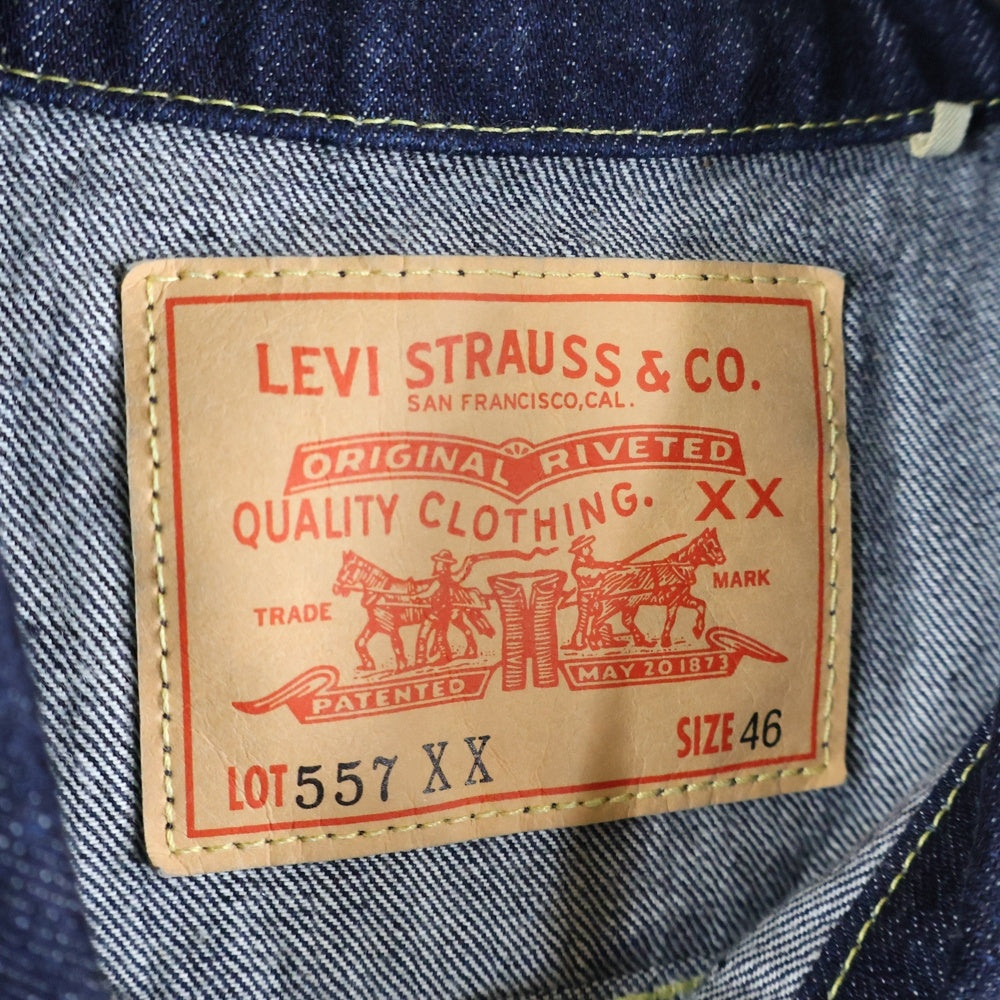 LEVI STRAUSS & CO.
SAN FRANCISCO, CAL.
ORIGINAL RIVETED
QUALITY CLOTHING. XX
TRADE MARK
PATENTED MAY 20 1873
LOT 557 XX SIZE 46